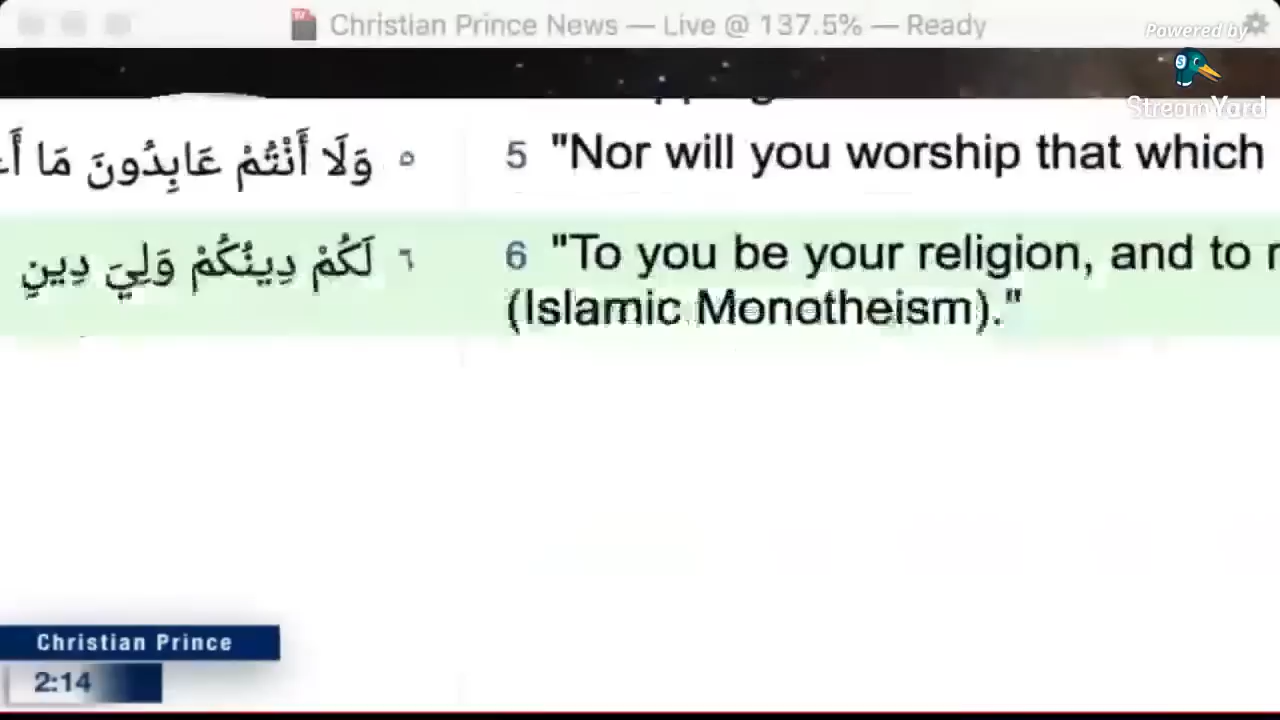 Christian Prince News — Live @ 137.5% — Ready
Powered by
StreamYard
وَلَا أَنْتُمْ عَابِدُونَ مَا ٥
5 "Nor will you worship that which
لَكُمْ دِينُكُمْ وَلِيَ دِينِ ٦
6 "To you be your religion, and to
(Islamic Monotheism)."
Christian Prince
2:14